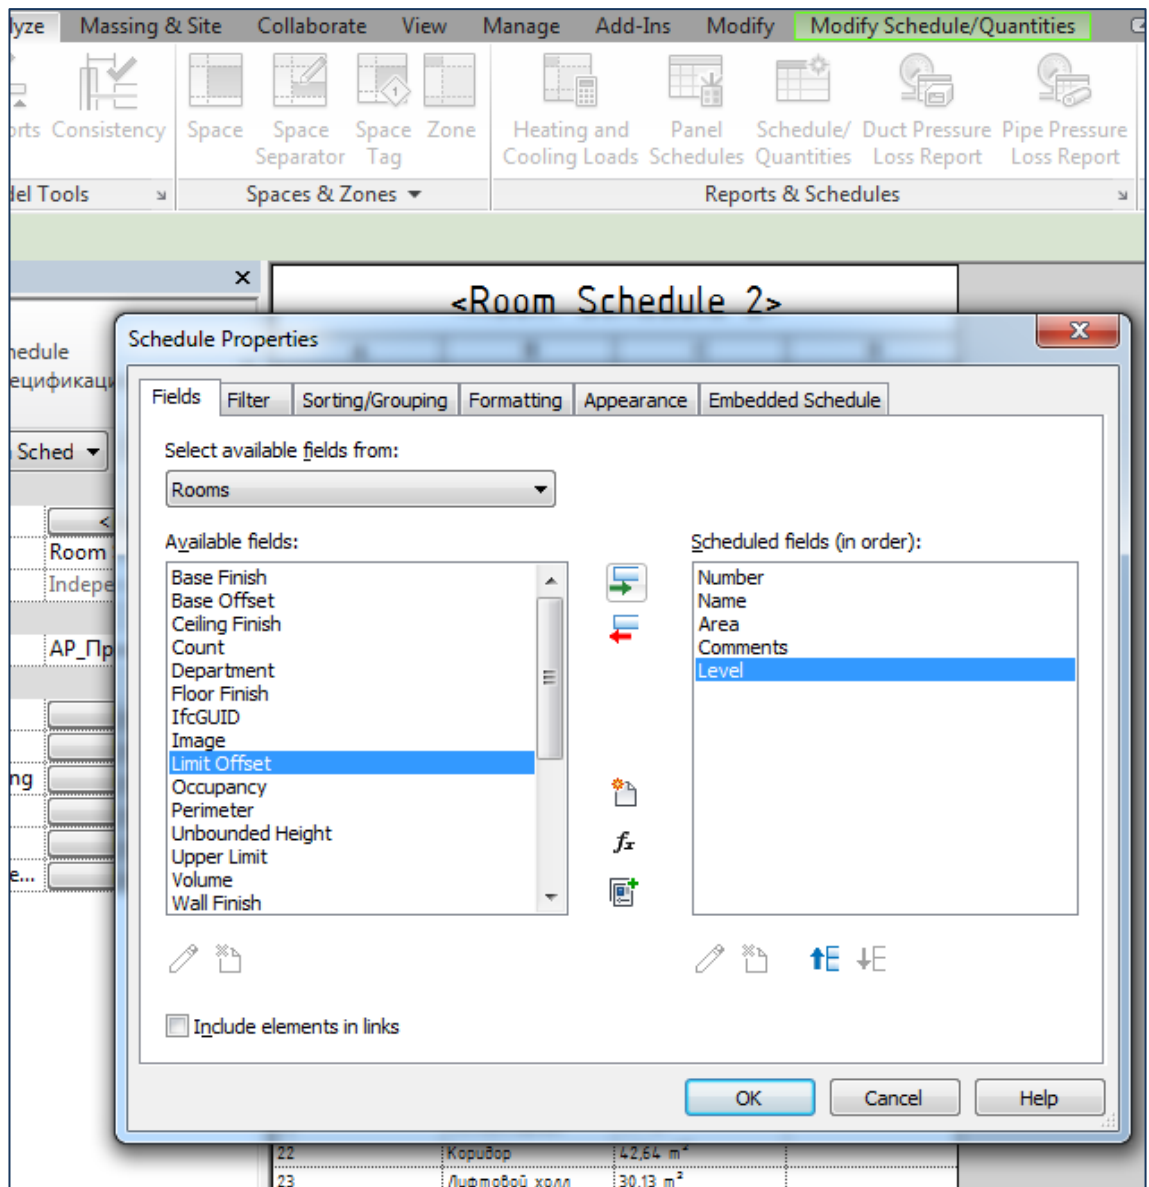 lyze Massing & Site Collaborate View Manage Add-Ins Modify Modify Schedule/Quantities
orts Consistency Space Space Separator Space Tag Zone Heating and Cooling Loads Panel Schedules Schedule/ Quantities Duct Pressure Loss Report Pipe Pressure Loss Report
del Tools Spaces & Zones Reports & Schedules
<Room Schedule 2>
Schedule Properties
hedule
ецификаци
Sched
<
Room
Indepe
АР_Пр
ng
e...
Fields Filter Sorting/Grouping Formatting Appearance Embedded Schedule
Select available fields from:
Rooms
Available fields:
Base Finish
Base Offset
Ceiling Finish
Count
Department
Floor Finish
IfcGUID
Image
Limit Offset
Occupancy
Perimeter
Unbounded Height
Upper Limit
Volume
Wall Finish
Scheduled fields (in order):
Number
Name
Area
Comments
Level
Include elements in links
OK Cancel Help
22 Коридор 42,64 m²
23 Лифтовой холл 30,13 m²